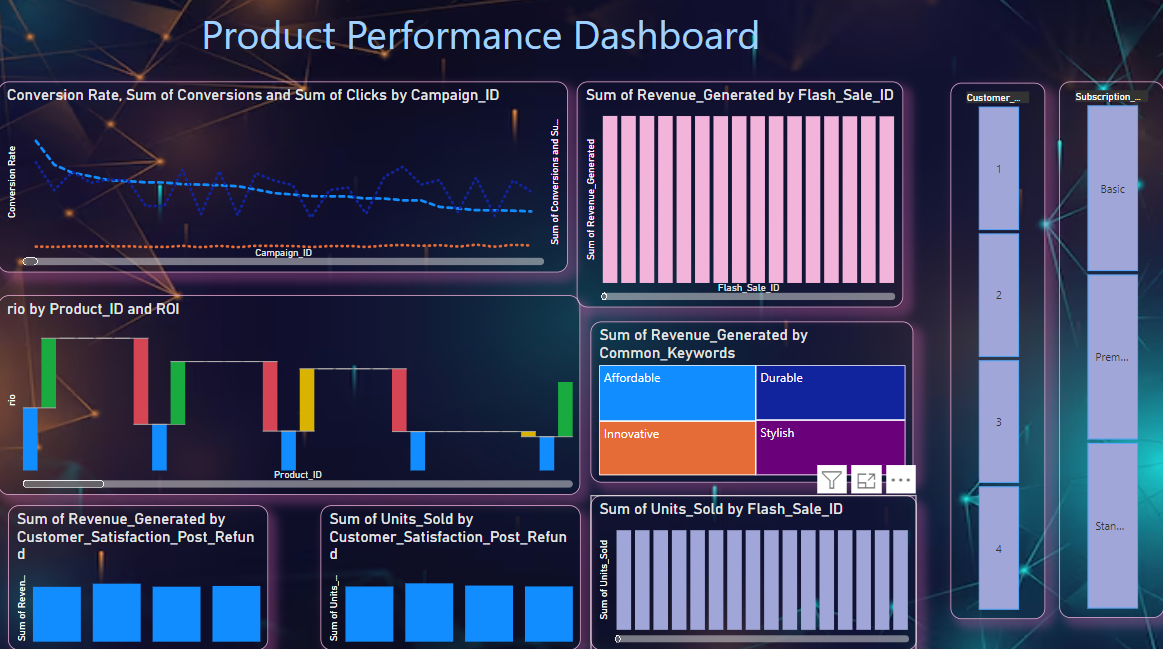 Product Performance Dashboard
Conversion Rate, Sum of Conversions and Sum of Clicks by Campaign_ID
Conversion Rate
Sum of Conversions and Su...
Campaign_ID
Sum of Revenue_Generated by Flash_Sale_ID
Sum of Revenue_Generated
Flash_Sale_ID
Customer_...
1
2
3
4
Subscription_...
Basic
Prem...
Stan...
rio by Product_ID and ROI
rio
Product_ID
Sum of Revenue_Generated by
Common_Keywords
Affordable
Durable
Innovative
Stylish
Sum of Revenue_Generated by
Customer_Satisfaction_Post_Refun
d
Sum of Reven...
Sum of Units_Sold by
Customer_Satisfaction_Post_Refun
d
Sum of Units_...
Sum of Units_Sold by Flash_Sale_ID
Sum of Units_Sold